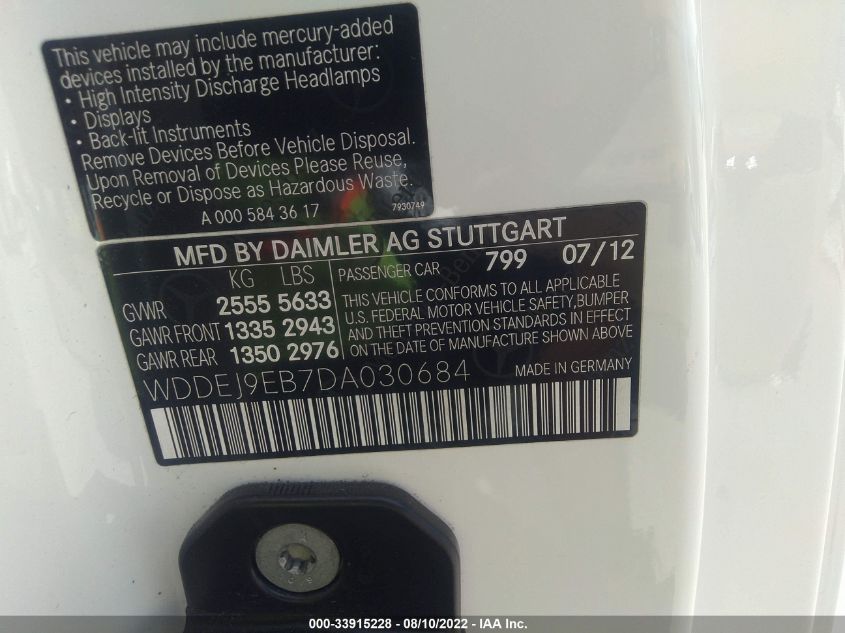 This vehicle may include mercury-added
devices installed by the manufacturer:
• High Intensity Discharge Headlamps
• Displays
• Back-lit Instruments
Remove Devices Before Vehicle Disposal.
Upon Removal of Devices Please Reuse,
Recycle or Dispose as Hazardous Waste.
A 000 584 36 17 7930749
MFD BY DAIMLER AG STUTTGART
KG LBS PASSENGER CAR 799 07/12
GVWR 2555 5633
GAWR FRONT 1335 2943
GAWR REAR 1350 2976
THIS VEHICLE CONFORMS TO ALL APPLICABLE
U.S. FEDERAL MOTOR VEHICLE SAFETY,BUMPER
AND THEFT PREVENTION STANDARDS IN EFFECT
ON THE DATE OF MANUFACTURE SHOWN ABOVE
WDDEJ9EB7DA030684 MADE IN GERMANY
000-33915228 - 08/10/2022 - IAA Inc.